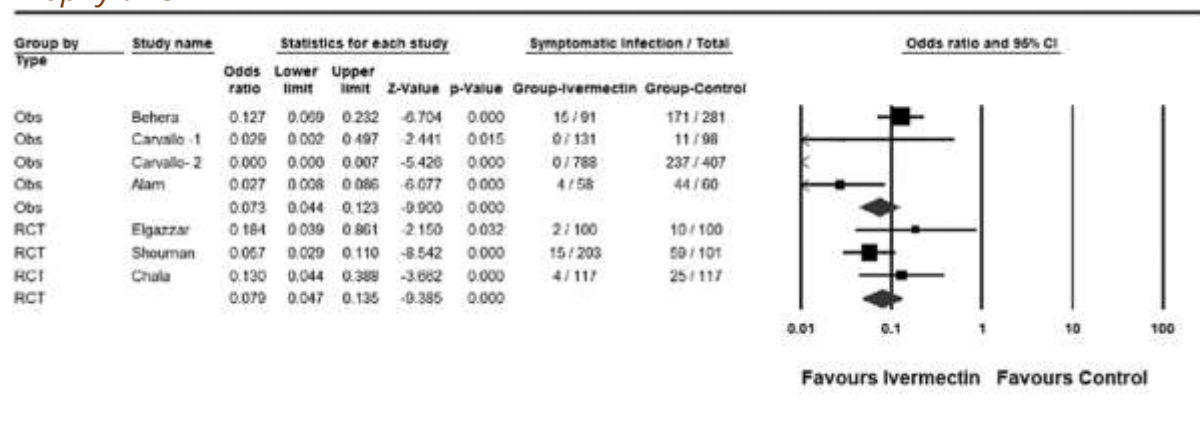 Group by Study name Statistics for each study Symptomatic Infection / Total Odds ratio and 95% CI
Type
Odds Lower Upper
ratio limit limit Z-Value p-Value Group-Ivermectin Group-Control
Obs Behera 0.127 0.069 0.232 -6.704 0.000 15 / 91 171 / 281
Obs Carvallo -1 0.029 0.002 0.497 -2.441 0.015 0 / 131 11 / 98
Obs Carvallo- 2 0.000 0.000 0.007 -5.426 0.000 0 / 788 237 / 407
Obs Alam 0.027 0.008 0.086 -6.077 0.000 4 / 58 44 / 60
Obs 0.073 0.044 0.123 -9.900 0.000
RCT Elgazzar 0.184 0.039 0.861 -2.150 0.032 2 / 100 10 / 100
RCT Shouman 0.057 0.029 0.110 -8.542 0.000 15 / 203 59 / 101
RCT Chala 0.130 0.044 0.388 -3.662 0.000 4 / 117 25 / 117
RCT 0.079 0.047 0.135 -9.385 0.000
0.01 0.1 1 10 100
Favours Ivermectin Favours Control